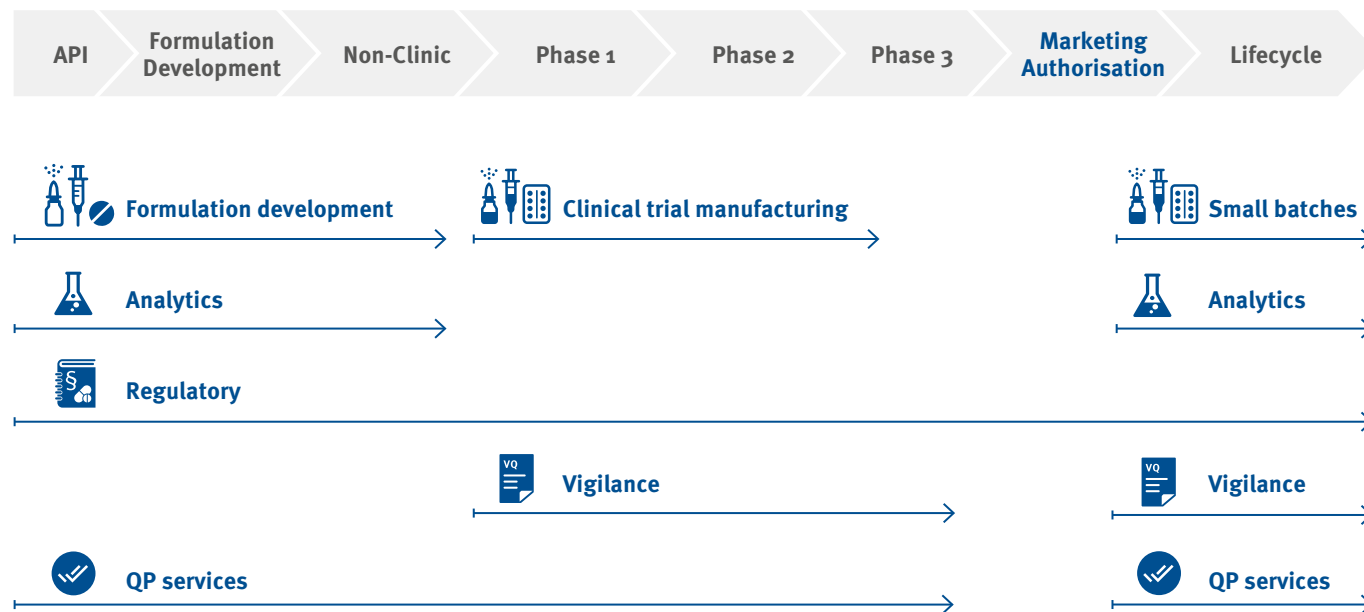 API
Formulation
Development
Non-Clinic
Phase 1
Phase 2
Phase 3
Marketing
Authorisation
Lifecycle
Formulation development
Clinical trial manufacturing
Small batches
Analytics
Analytics
§
Regulatory
VQ
Vigilance
VQ
Vigilance
QP services
QP services